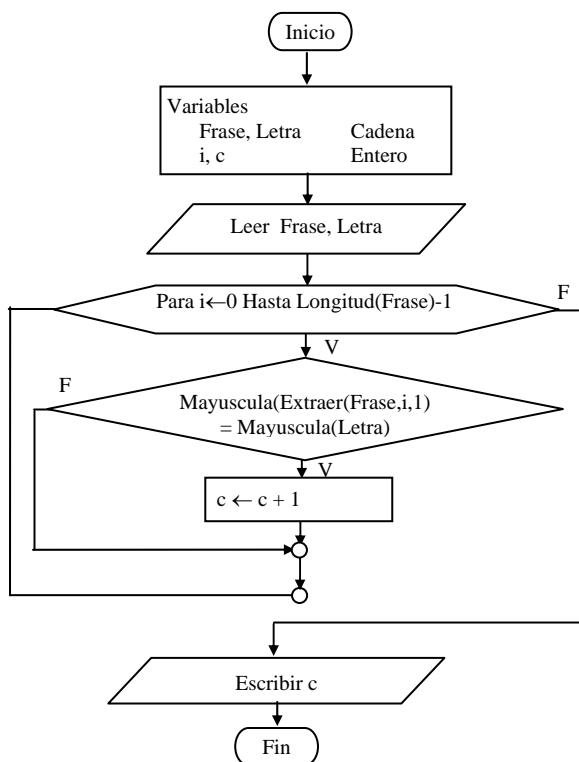 Inicio
Variables
Frase, Letra Cadena
i, c Entero
Leer Frase, Letra
Para i←0 Hasta Longitud(Frase)-1
F
V
F
Mayuscula(Extraer(Frase,i,1)
= Mayuscula(Letra)
V
c ← c + 1
Escribir c
Fin